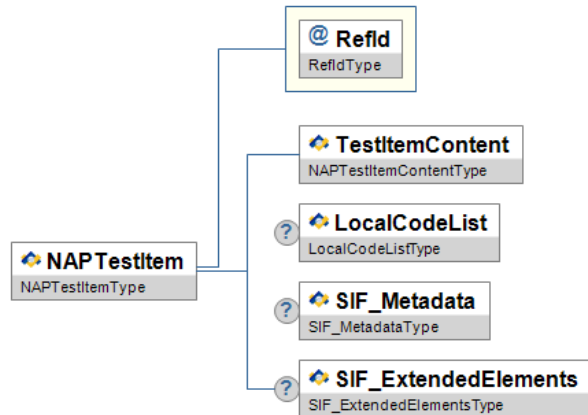 @ RefId
RefIdType
TestItemContent
NAPTestItemContentType
? LocalCodeList
LocalCodeListType
NAPTestItem
NAPTestItemType
? SIF_Metadata
SIF_MetadataType
? SIF_ExtendedElements
SIF_ExtendedElementsType